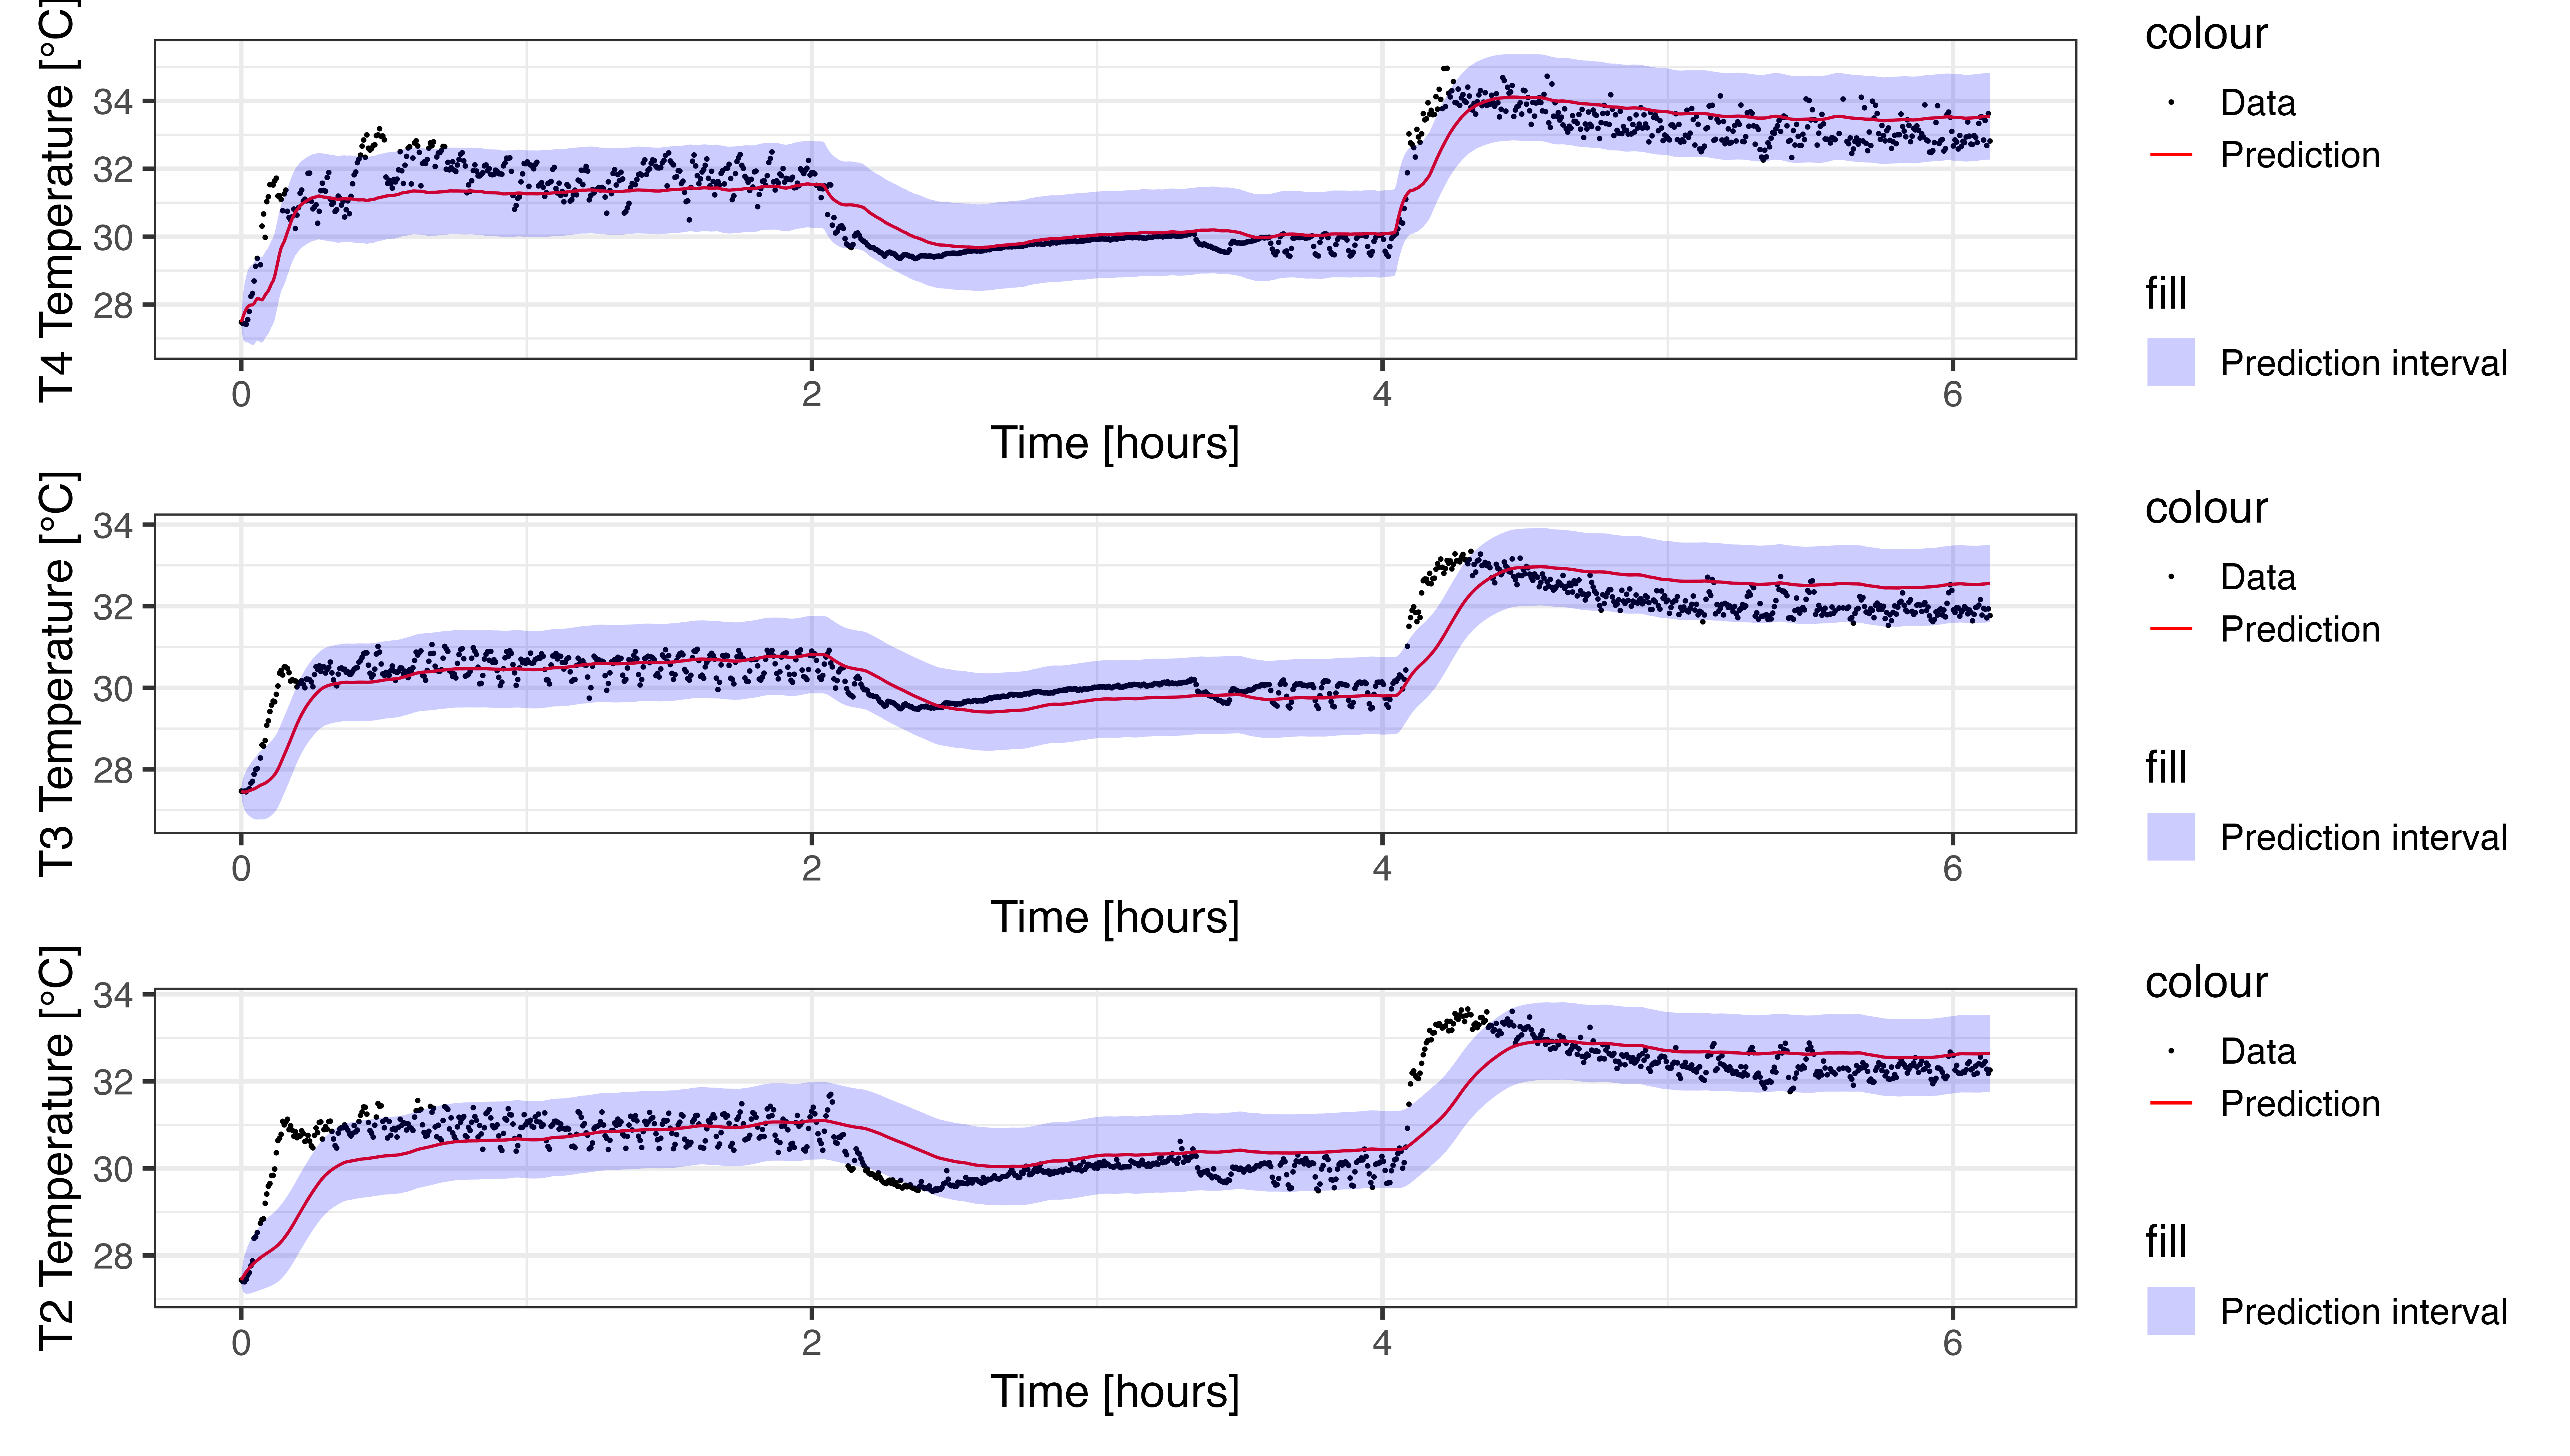 T4 Temperature [°C]
34
32
30
28
0 2 4 6
Time [hours]
colour
Data
Prediction
fill
Prediction interval
T3 Temperature [°C]
34
32
30
28
0 2 4 6
Time [hours]
colour
Data
Prediction
fill
Prediction interval
T2 Temperature [°C]
34
32
30
28
0 2 4 6
Time [hours]
colour
Data
Prediction
fill
Prediction interval